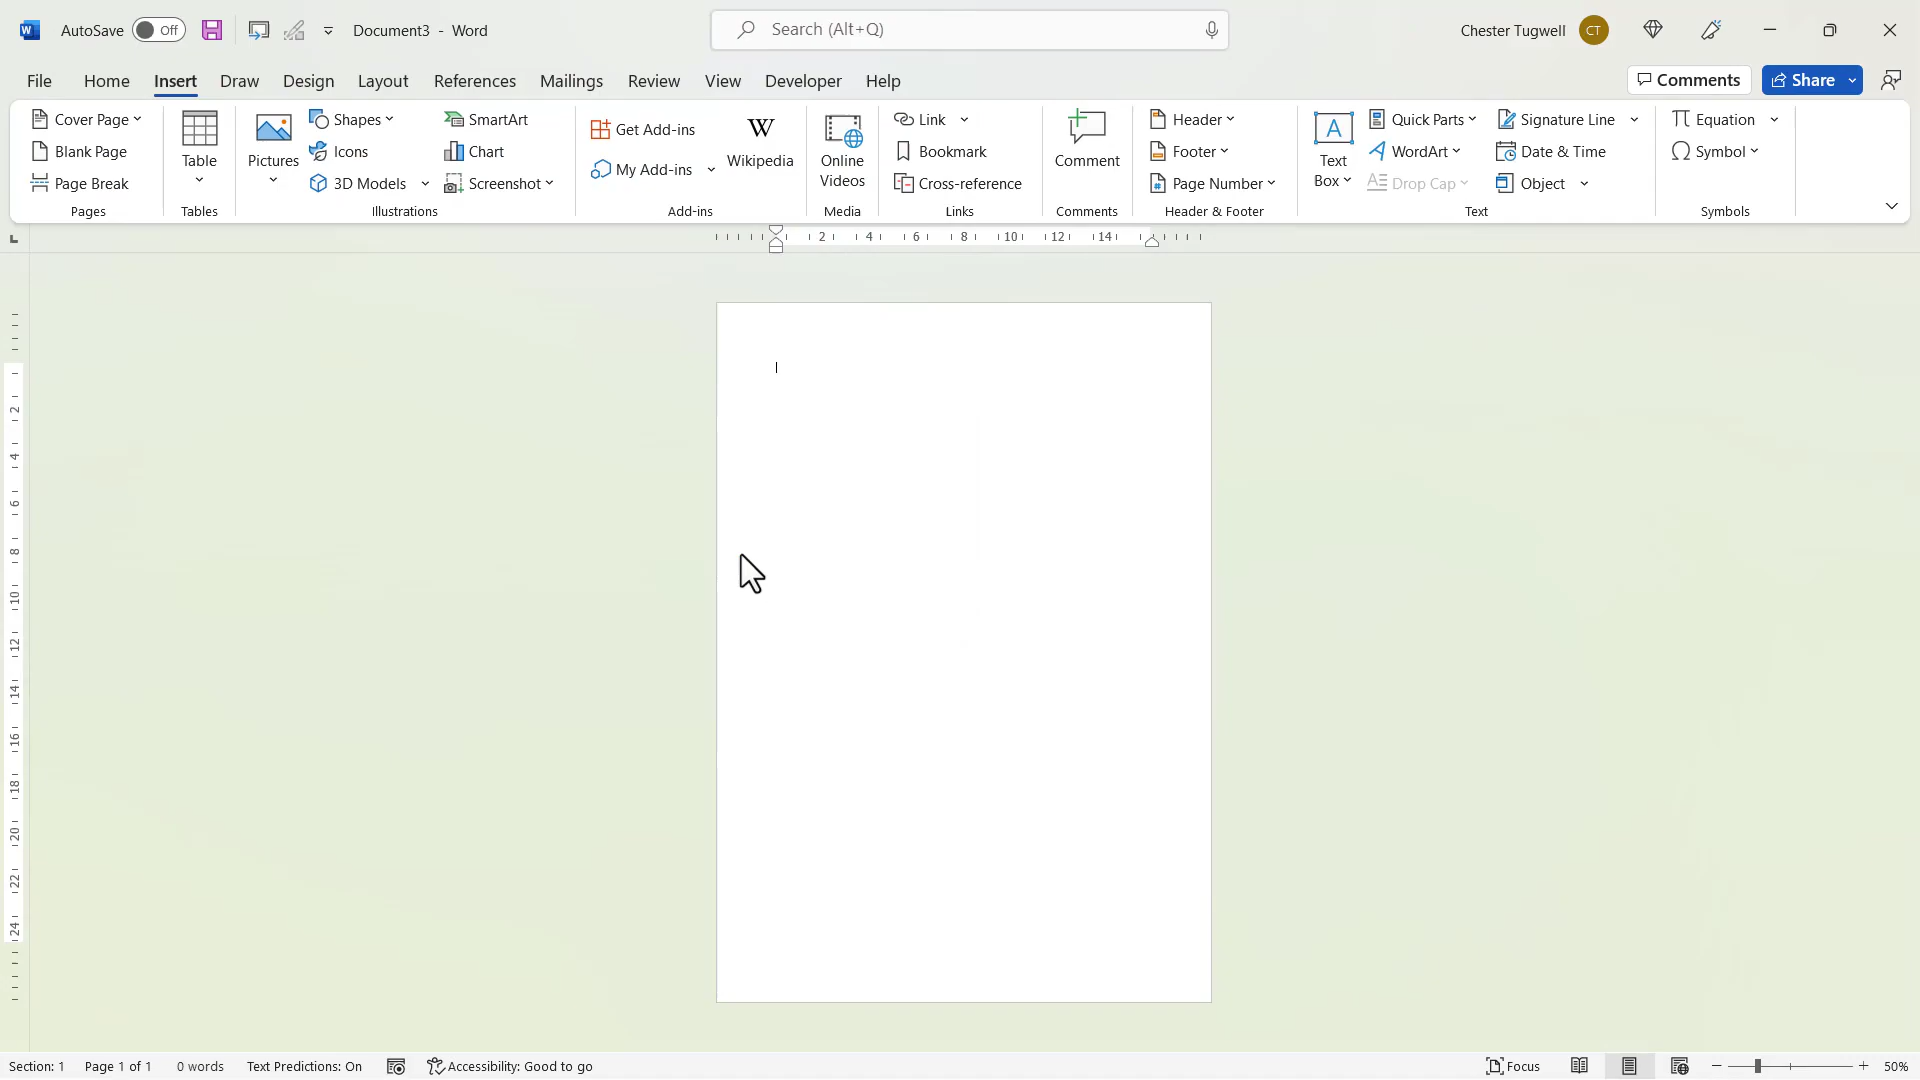 AutoSave Off Document3 - Word Search (Alt+Q) Chester Tugwell CT
File Home Insert Draw Design Layout References Mailings Review View Developer Help Comments Share
Cover Page
Blank Page
Page Break
Pages
Table
Tables
Pictures
Shapes
Icons
3D Models
SmartArt
Chart
Screenshot
Illustrations
Get Add-ins
My Add-ins
W
Wikipedia
Add-ins
Online
Videos
Media
Link
Bookmark
Cross-reference
Links
Comment
Comments
Header
Footer
Page Number
Header & Footer
A
Text
Box
Quick Parts
WordArt
Drop Cap
Signature Line
Date & Time
Object
Text
Equation
Symbol
Symbols
2 4 6 8 10 12 14
2
4
6
8
10
12
14
16
18
20
22
24
Section: 1 Page 1 of 1 0 words Text Predictions: On Accessibility: Good to go Focus 50%